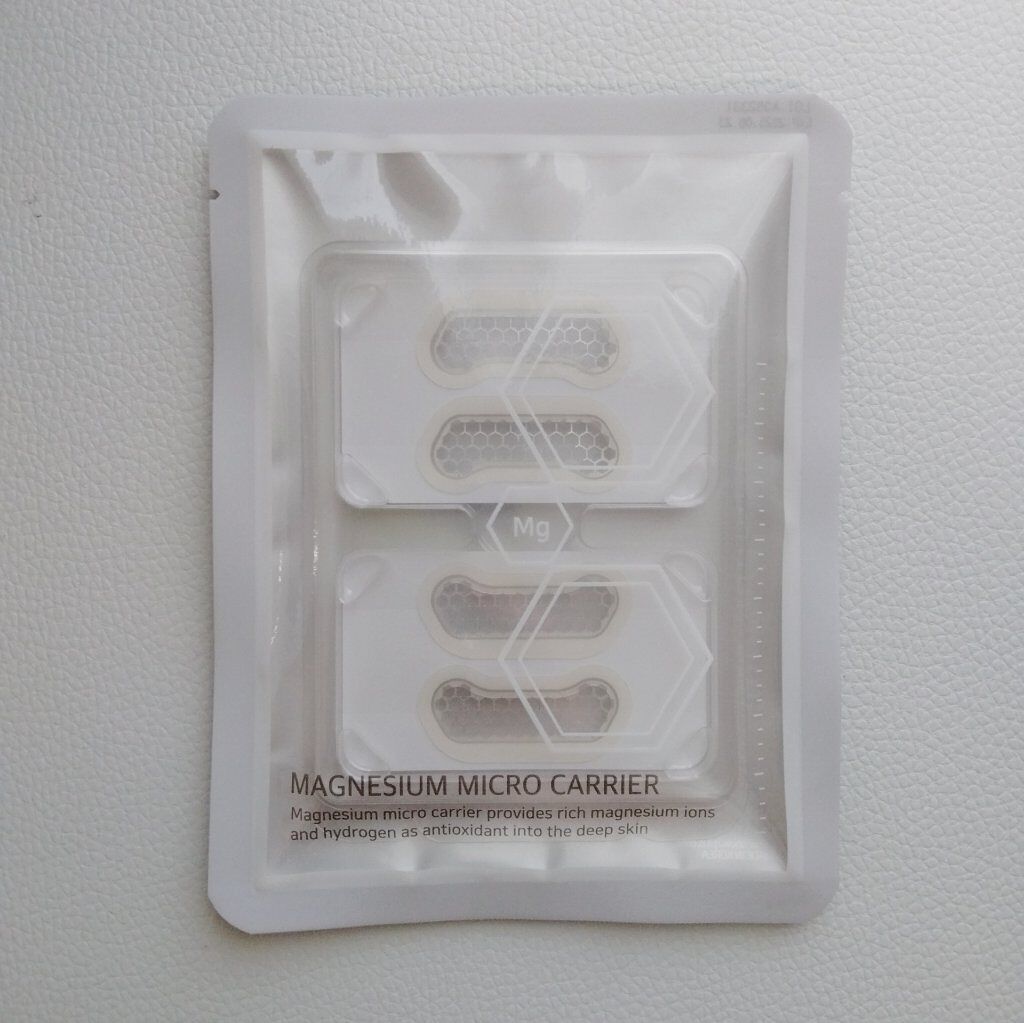 Mg
MAGNESIUM MICRO CARRIER
Magnesium micro carrier provides rich magnesium ions
and hydrogen as antioxidant into the deep skin